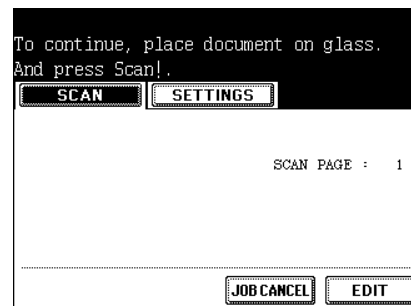 To continue, place document on glass.
And press Scan!.
SCAN SETTINGS
SCAN PAGE : 1
JOB CANCEL EDIT